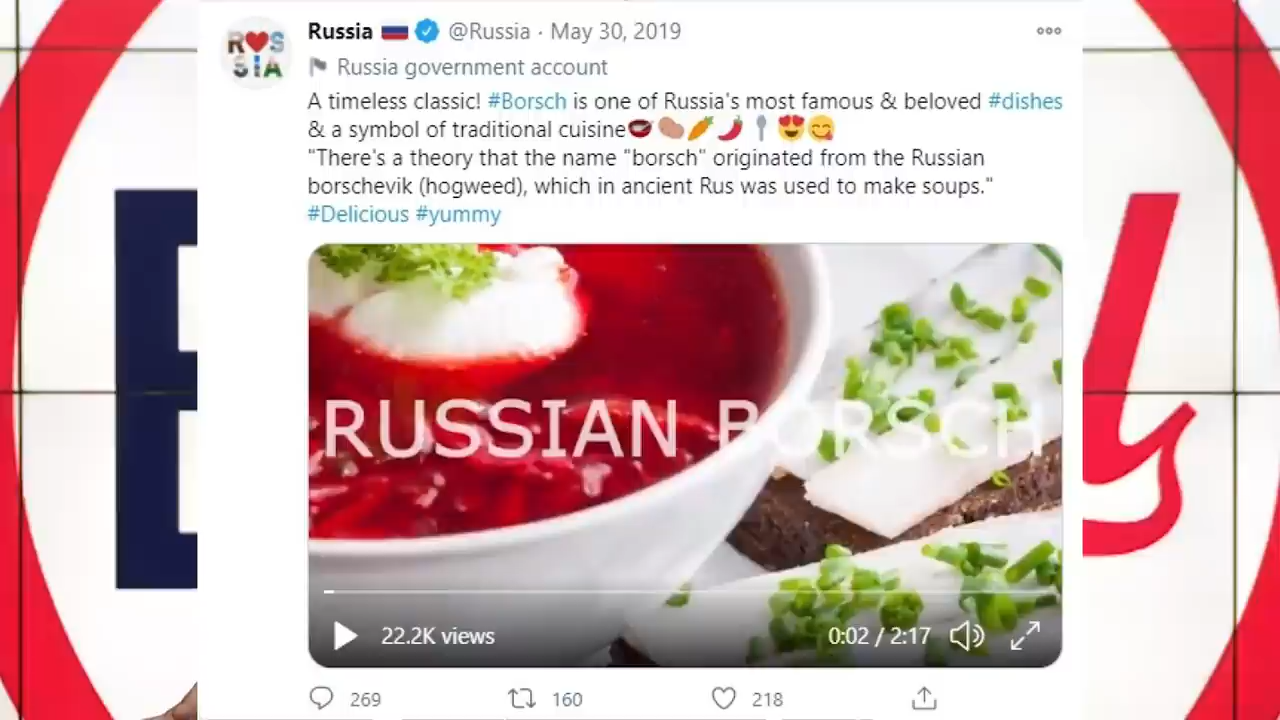 Russia @Russia · May 30, 2019
Russia government account
A timeless classic! #Borsch is one of Russia's most famous & beloved #dishes
& a symbol of traditional cuisine
"There's a theory that the name "borsch" originated from the Russian
borschevik (hogweed), which in ancient Rus was used to make soups."
#Delicious #yummy
RUSSIAN BORSCH
22.2K views 0:02 / 2:17
269 160 218